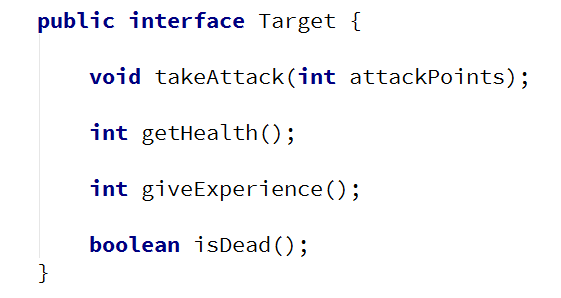 public interface Target {
void takeAttack(int attackPoints);
int getHealth();
int giveExperience();
boolean isDead();
}